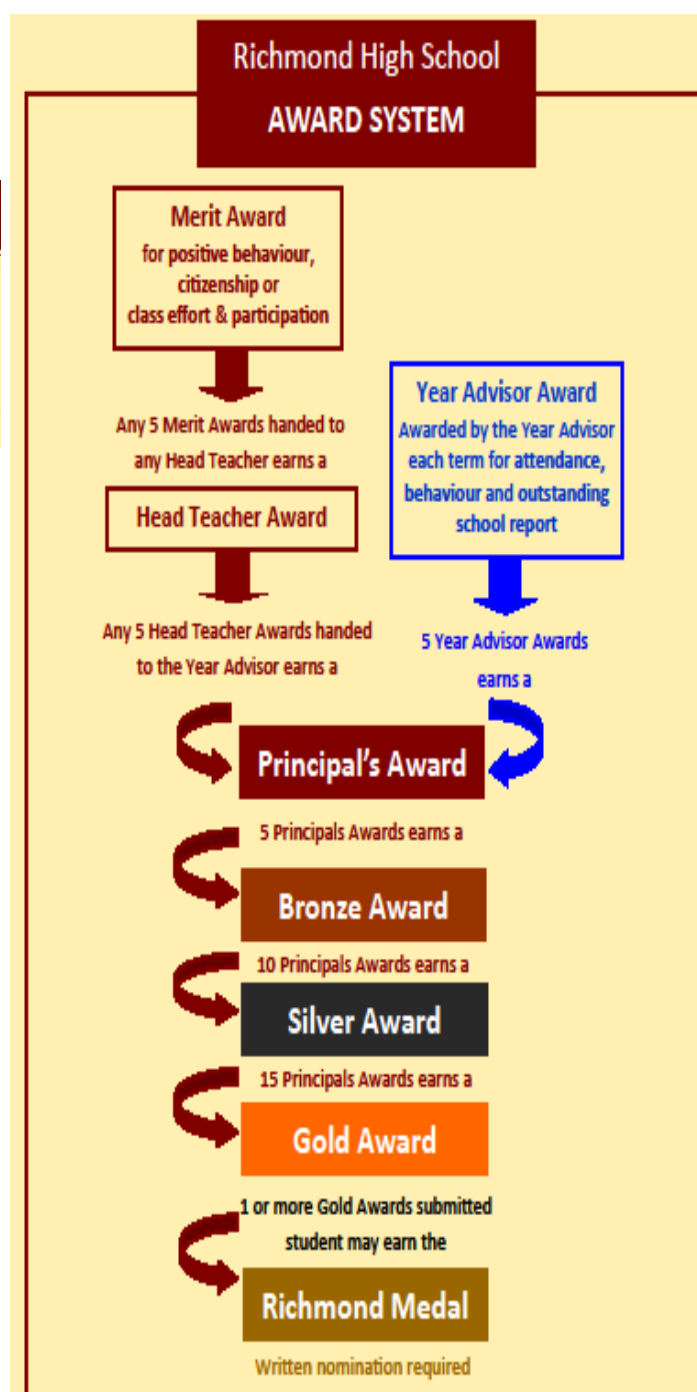 Richmond High School
AWARD SYSTEM
Merit Award
for positive behaviour,
citizenship or
class effort & participation
Any 5 Merit Awards handed to
any Head Teacher earns a
Head Teacher Award
Any 5 Head Teacher Awards handed
to the Year Advisor earns a
Year Advisor Award
Awarded by the Year Advisor
each term for attendance,
behaviour and outstanding
school report
5 Year Advisor Awards
earns a
Principal's Award
5 Principals Awards earns a
Bronze Award
10 Principals Awards earns a
Silver Award
15 Principals Awards earns a
Gold Award
1 or more Gold Awards submitted
student may earn the
Richmond Medal
Written nomination required